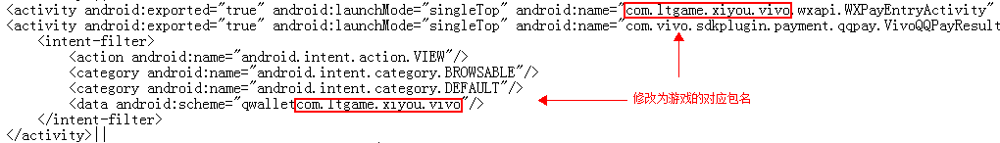 <activity android:exported="true" android:launchMode="singleTop" android:name="com.ltgame.xiyou.vivo.wxapi.WXPayEntryActivity"
<activity android:exported="true" android:launchMode="singleTop" android:name="com.vivo.sdkplugin.payment.qqpay.VivoQQPayResult
<intent-filter>
<action android:name="android.intent.action.VIEW"/>
<category android:name="android.intent.category.BROWSABLE"/>
<category android:name="android.intent.category.DEFAULT"/>
<data android:scheme="qwalletcom.ltgame.xiyou.vivo"/>
修改为游戏的对应包名
</intent-filter>
</activity>||